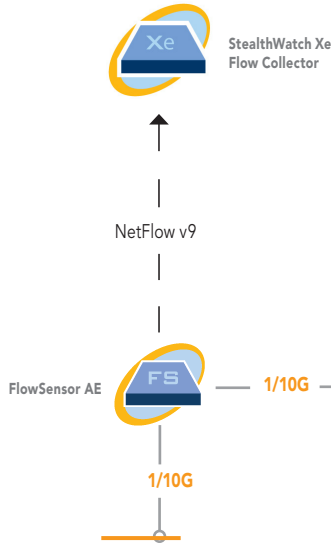 Xe
StealthWatch Xe
Flow Collector
NetFlow v9
FlowSensor AE
FS
1/10G
1/10G